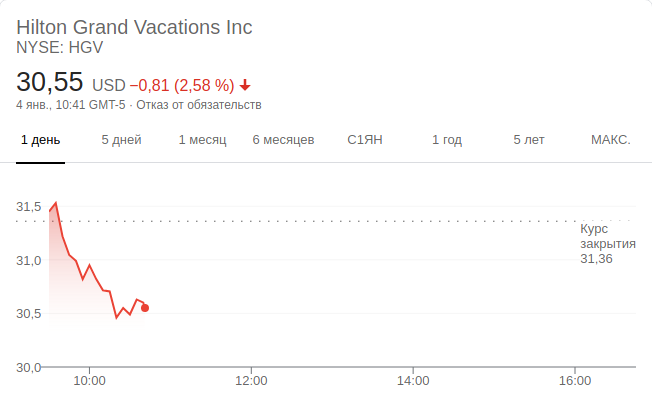 Hilton Grand Vacations Inc
NYSE: HGV
30,55 USD −0,81 (2,58 %)
4 янв., 10:41 GMT-5 · Отказ от обязательств
1 день 5 дней 1 месяц 6 месяцев С1ЯН 1 год 5 лет МАКС.
31,5
Курс
закрытия
31,36
31,0
30,5
30,0
10:00 12:00 14:00 16:00